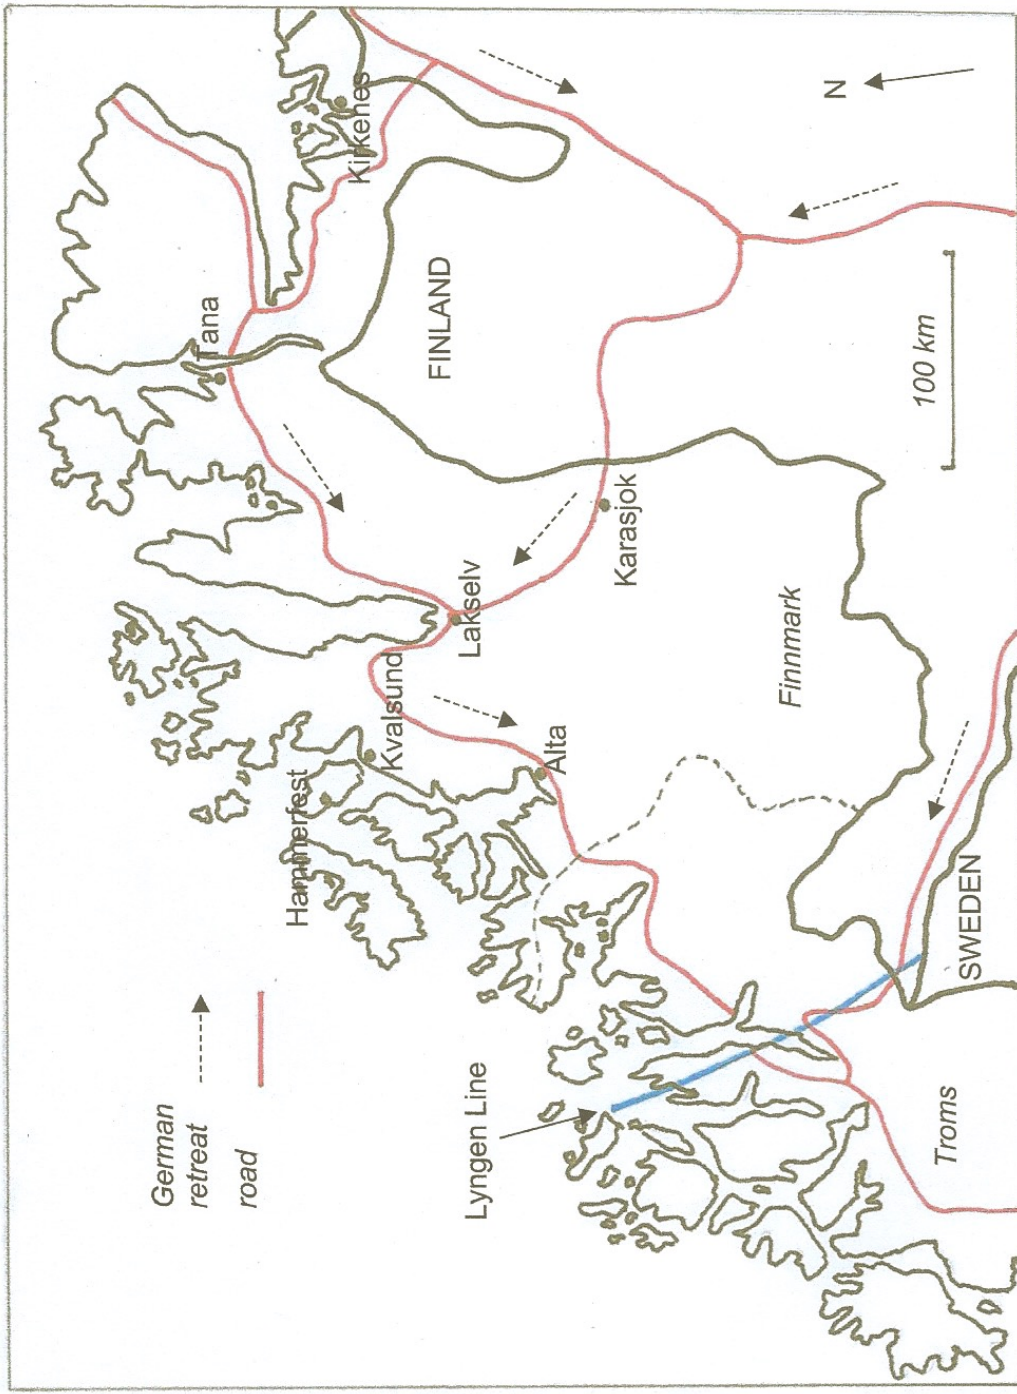 German
retreat
road
Lyngen Line
Hammerfest
Kvalsund
Alta
Lakselv
Tana
Kirkenes
Karasjok
FINLAND
Finnmark
Troms
SWEDEN
100 km
N